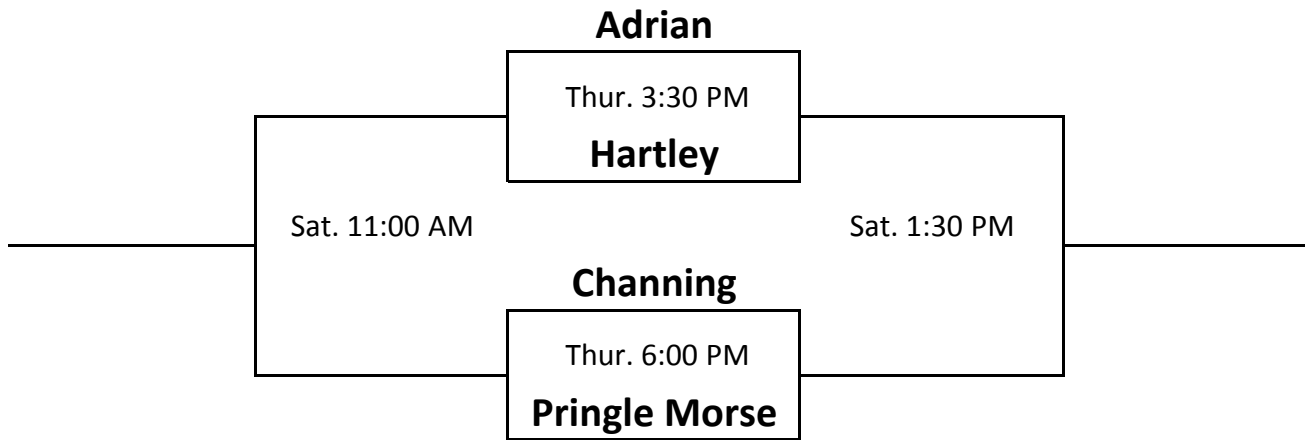 Adrian
Thur. 3:30 PM
Hartley
Sat. 11:00 AM
Sat. 1:30 PM
Channing
Thur. 6:00 PM
Pringle Morse